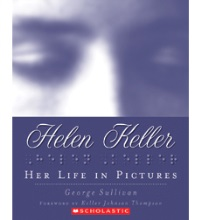 Helen Keller
⠠⠓⠑⠇⠑⠝ ⠠⠅⠑⠇⠇⠑⠗
HER LIFE IN PICTURES
George Sullivan
Foreword by Keller Johnson Thompson
SCHOLASTIC